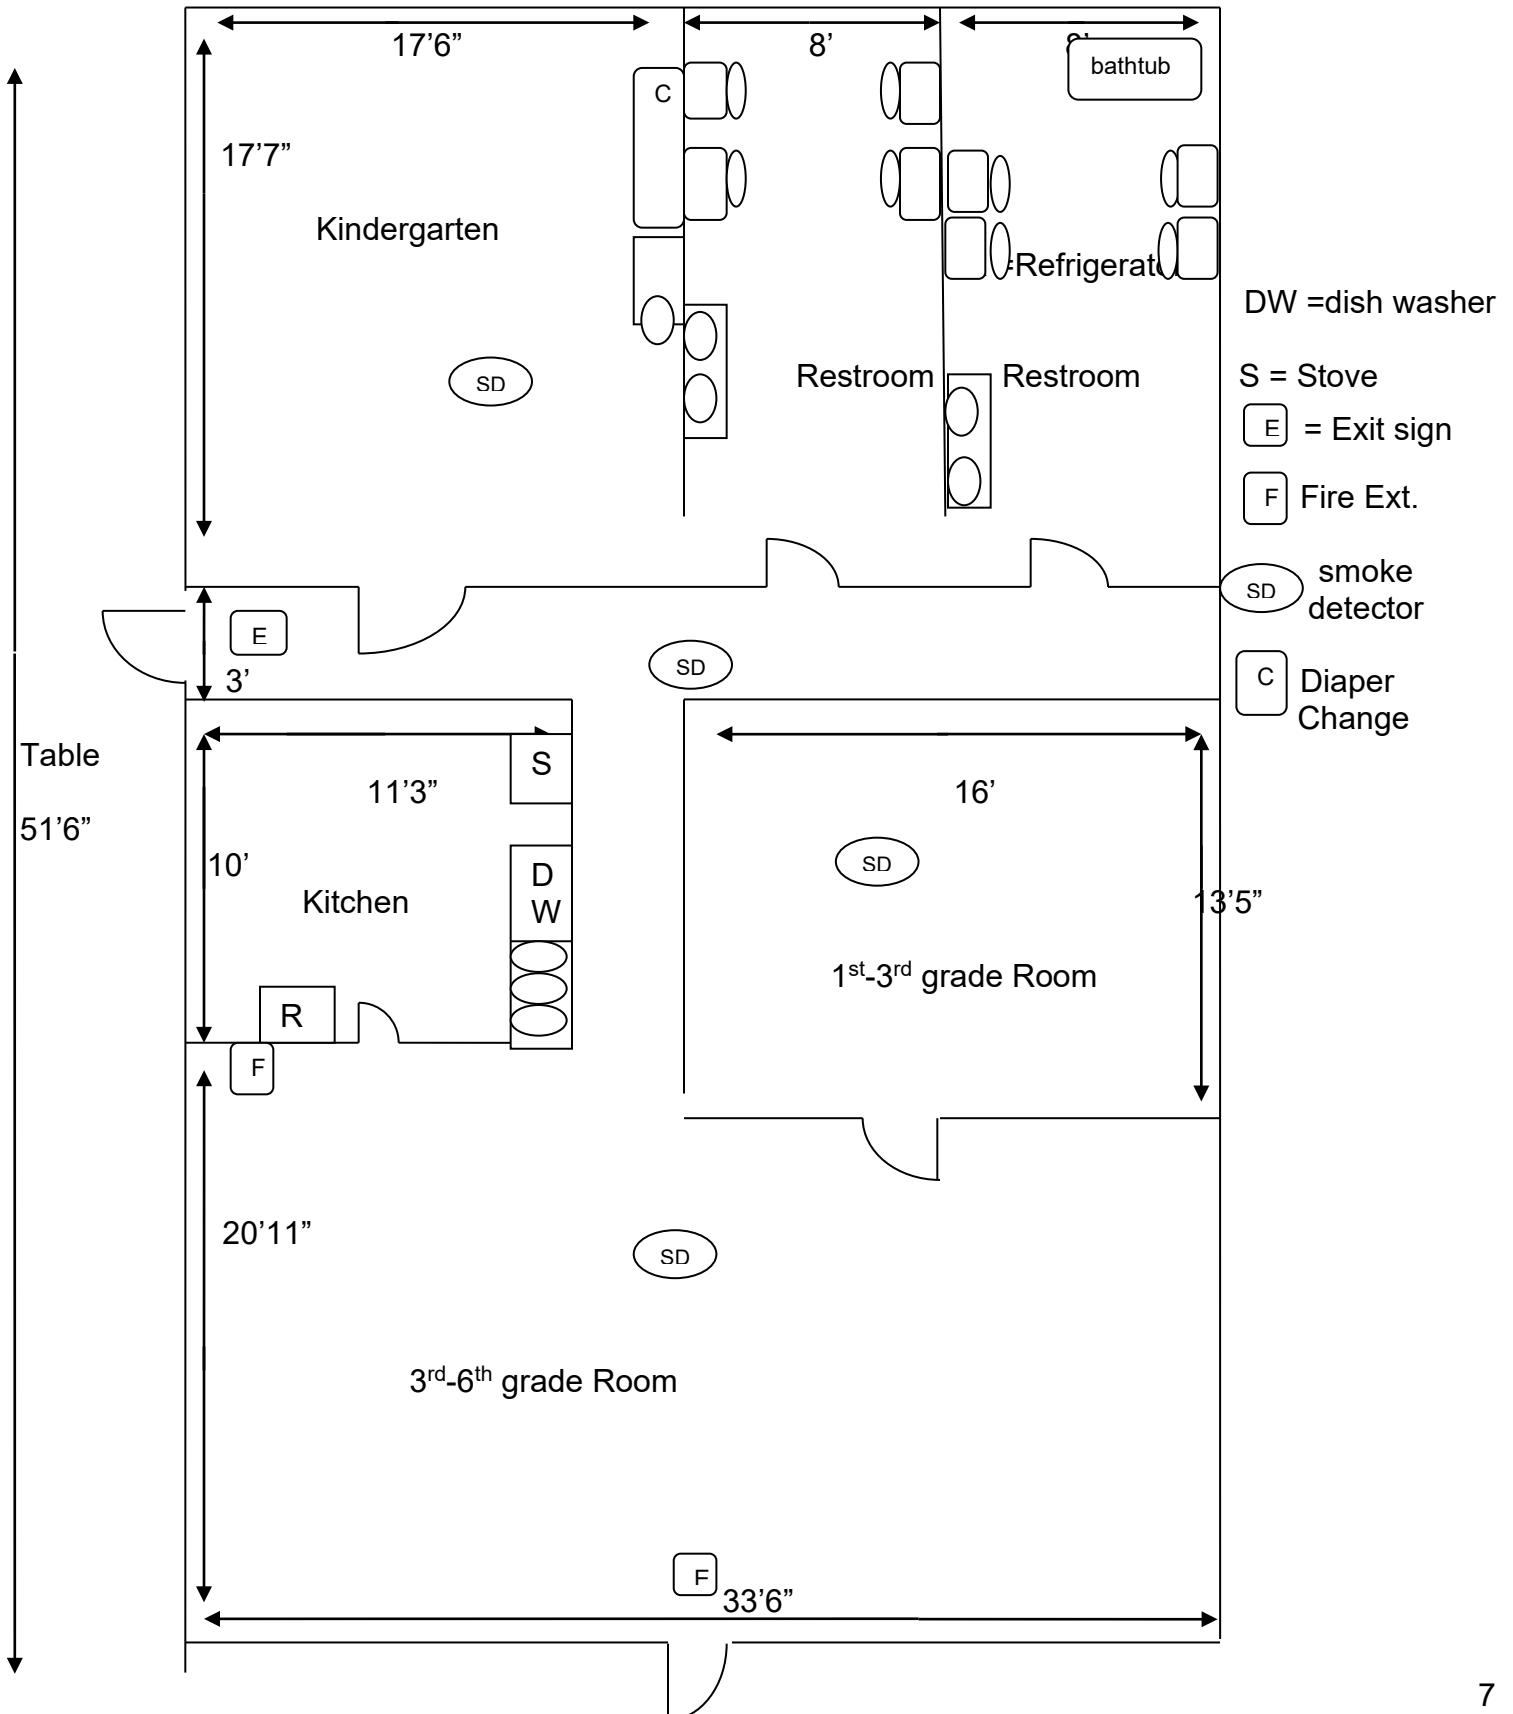 17’6”
8’
8’
bathtub
C
17’7”
Kindergarten
=Refrigerator
DW =dish washer
SD
Restroom
Restroom
S = Stove
E = Exit sign
F Fire Ext.
SD smoke
detector
E
SD
3’
C Diaper
Change
Table
S
11’3”
16’
51’6”
SD
10’
D
W
Kitchen
13’5”
1st-3rd grade Room
R
F
20’11”
SD
3rd-6th grade Room
F
33’6”
7